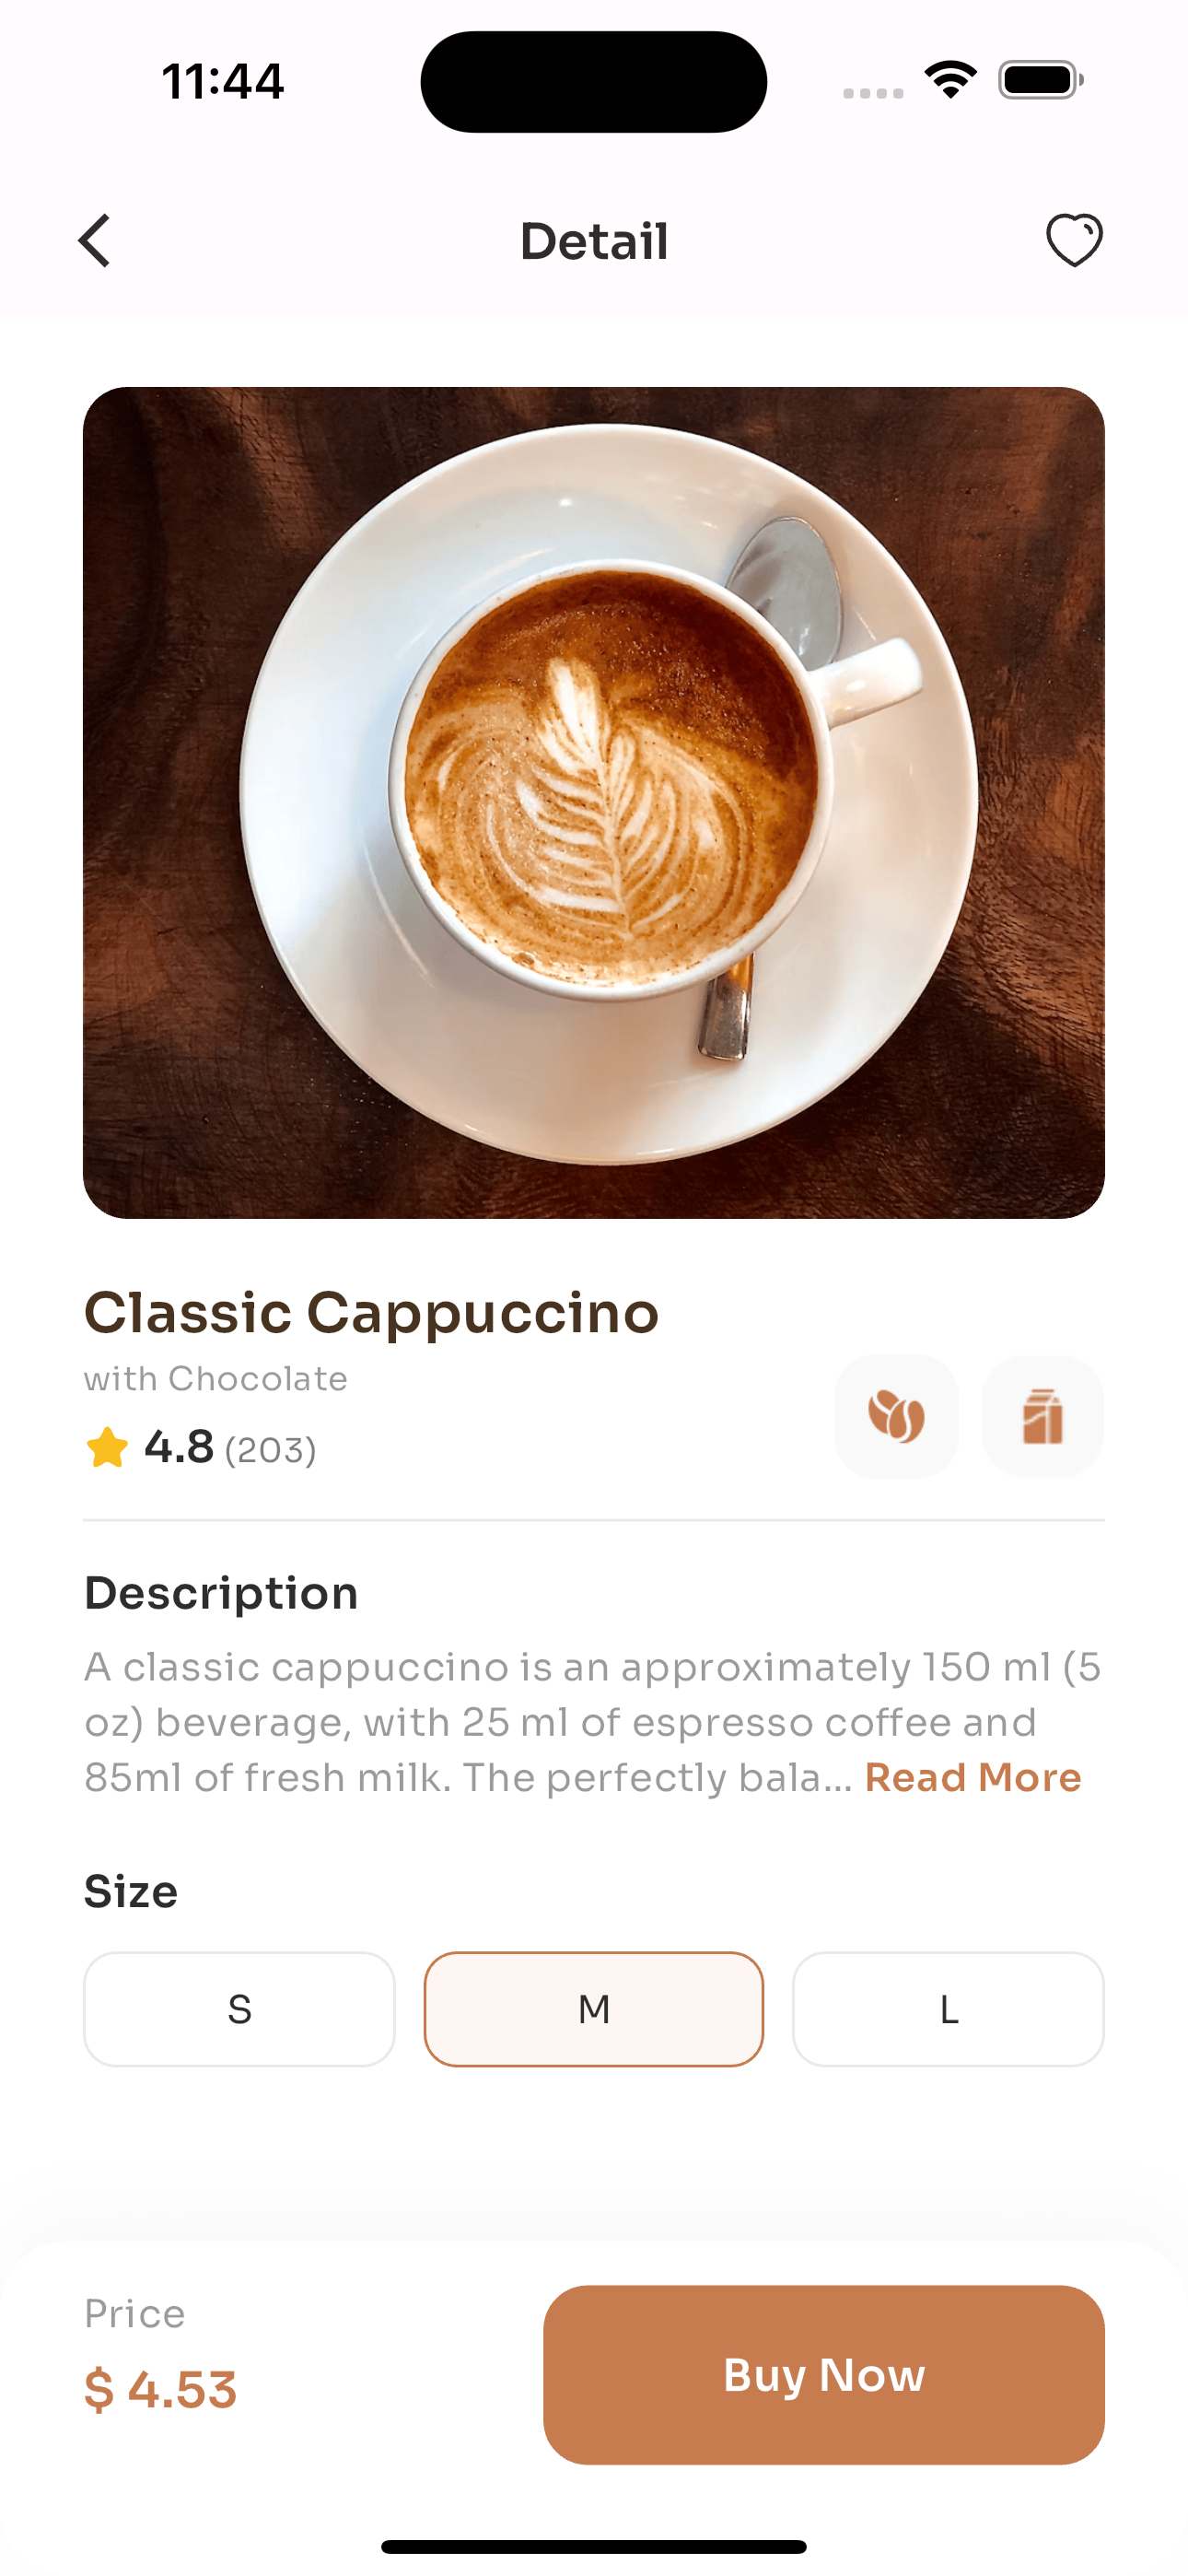 11:44
Detail
Classic Cappuccino
with Chocolate
4.8 (203)
Description
A classic cappuccino is an approximately 150 ml (5
oz) beverage, with 25 ml of espresso coffee and
85ml of fresh milk. The perfectly bala... Read More
Size
S
M
L
Price
$ 4.53
Buy Now